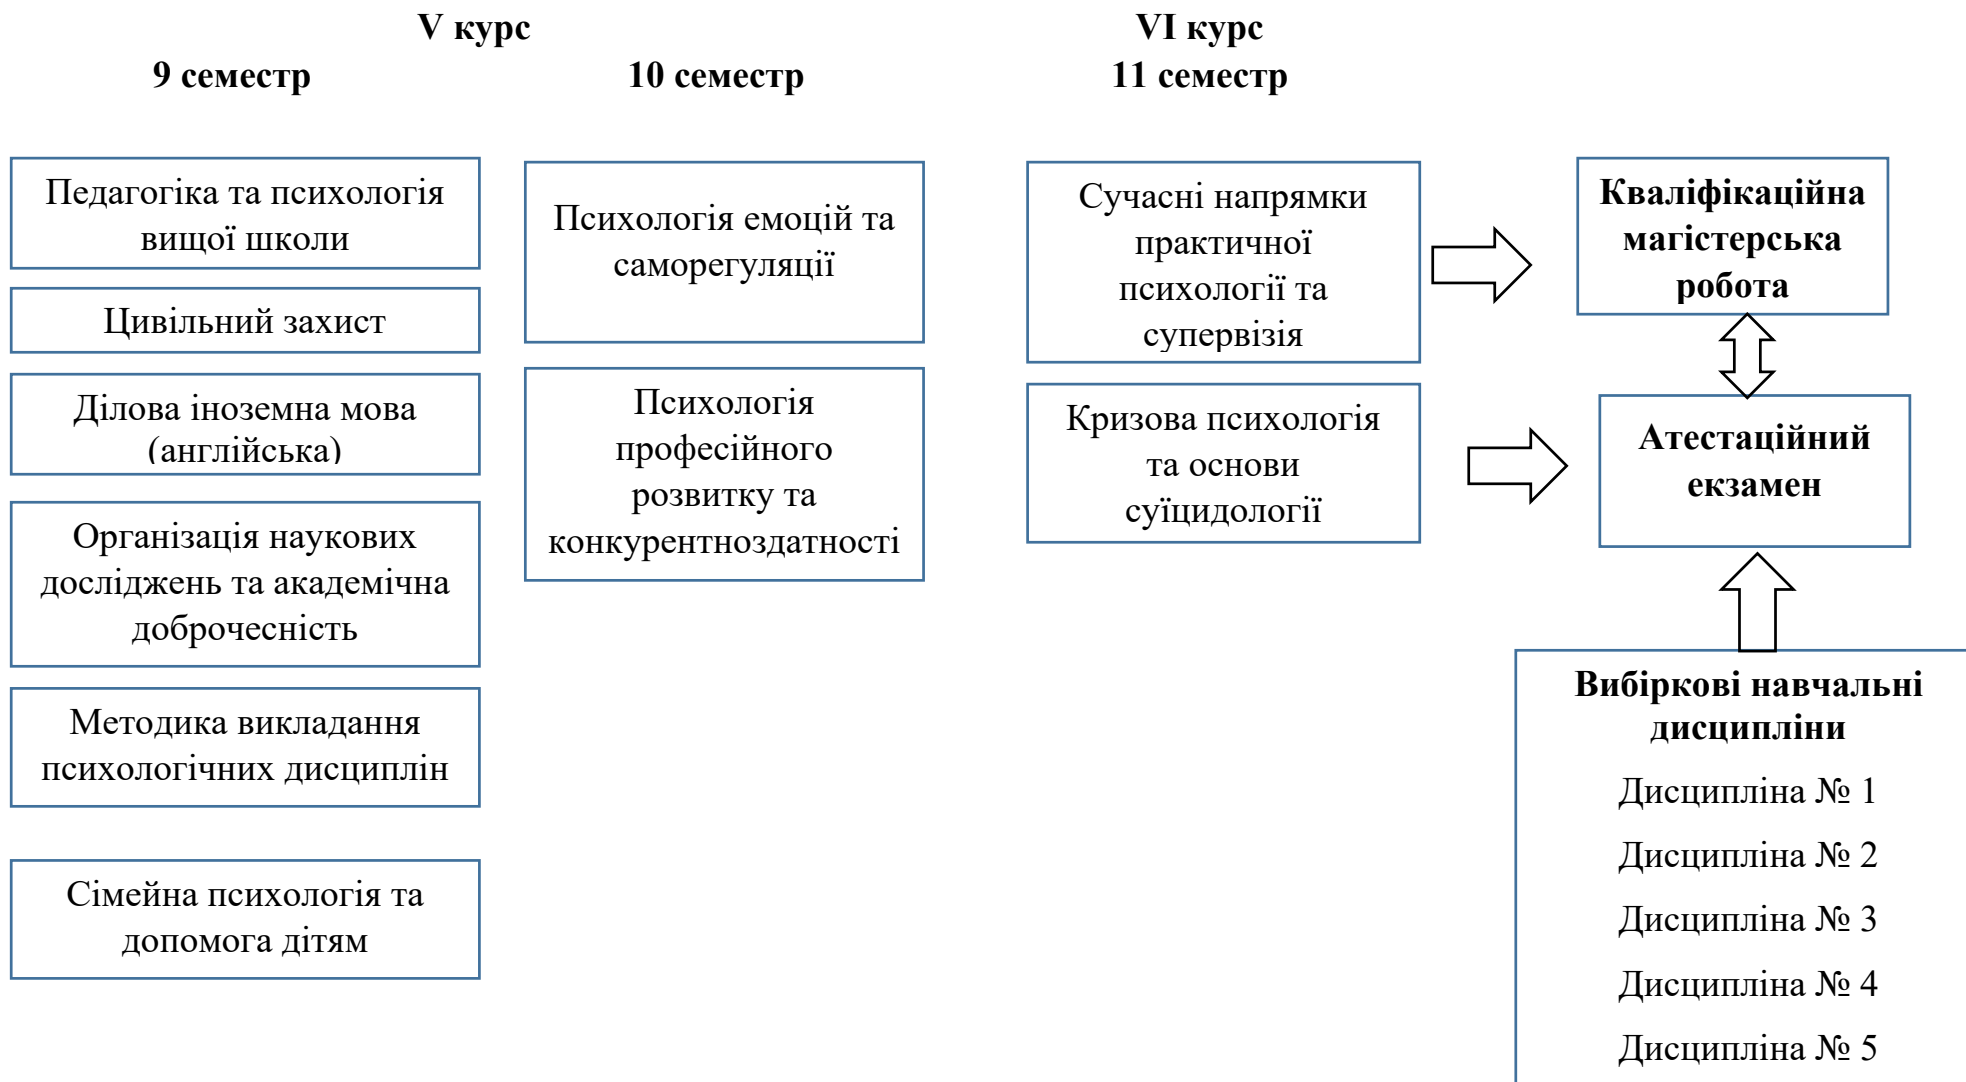 V курс
VI курс
9 семестр
10 семестр
11 семестр
Педагогіка та психологія
вищої школи
Цивільний захист
Ділова іноземна мова
(англійська)
Організація наукових
досліджень та академічна
доброчесність
Методика викладання
психологічних дисциплін
Сімейна психологія та
допомога дітям
Психологія емоцій та
саморегуляції
Психологія
професійного
розвитку та
конкурентноздатності
Сучасні напрямки
практичної
психології та
супервізія
Кризова психологія
та основи
суїцидології
Кваліфікаційна
магістерська
робота
Атестаційний
екзамен
Вибіркові навчальні
дисципліни
Дисципліна № 1
Дисципліна № 2
Дисципліна № 3
Дисципліна № 4
Дисципліна № 5